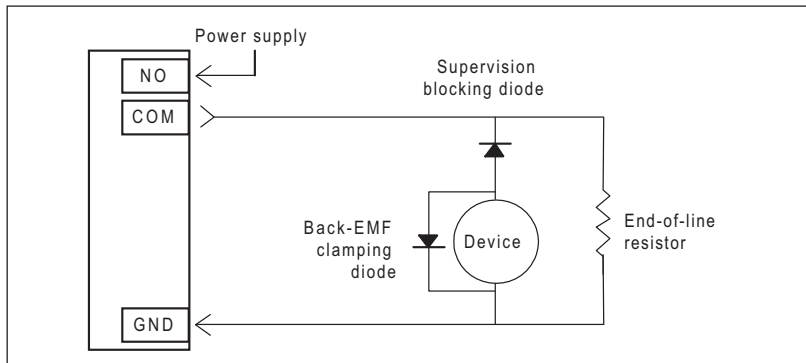 Power supply
NO
COM
Supervision
blocking diode
Back-EMF
clamping
diode
Device
End-of-line
resistor
GND